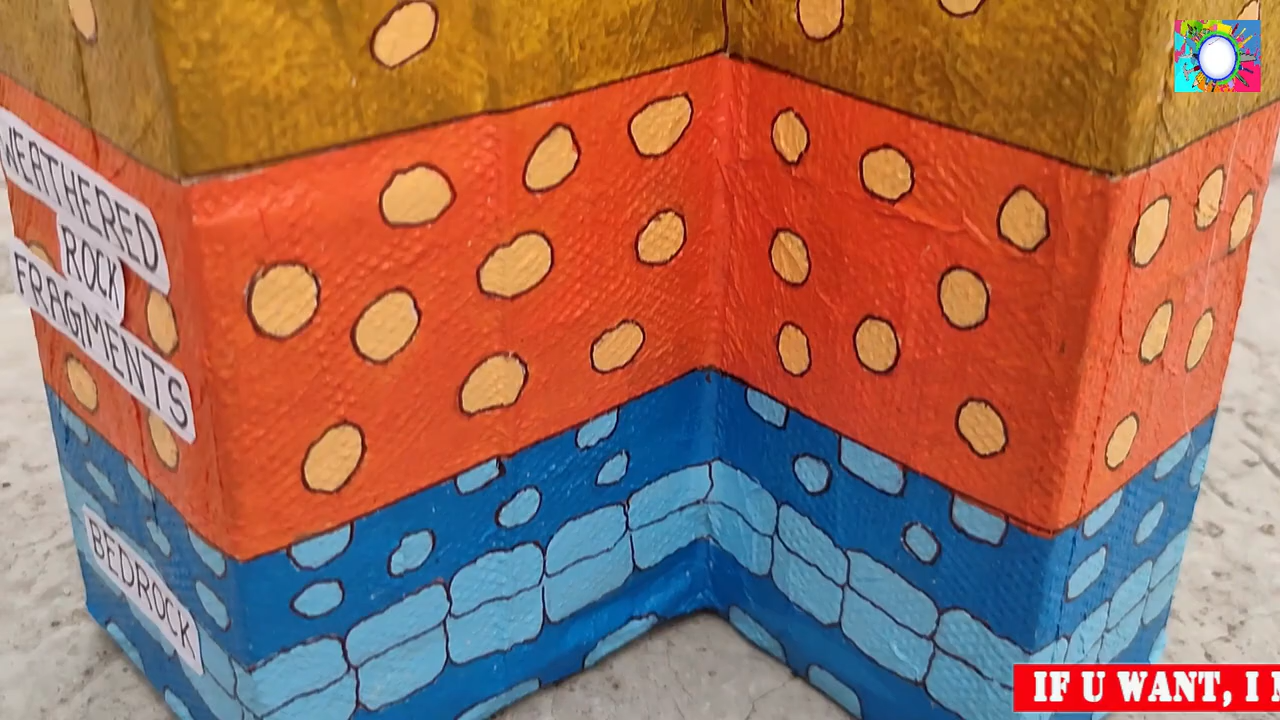 WEATHERED
ROCK
FRAGMENTS
BEDROCK
IF U WANT, I